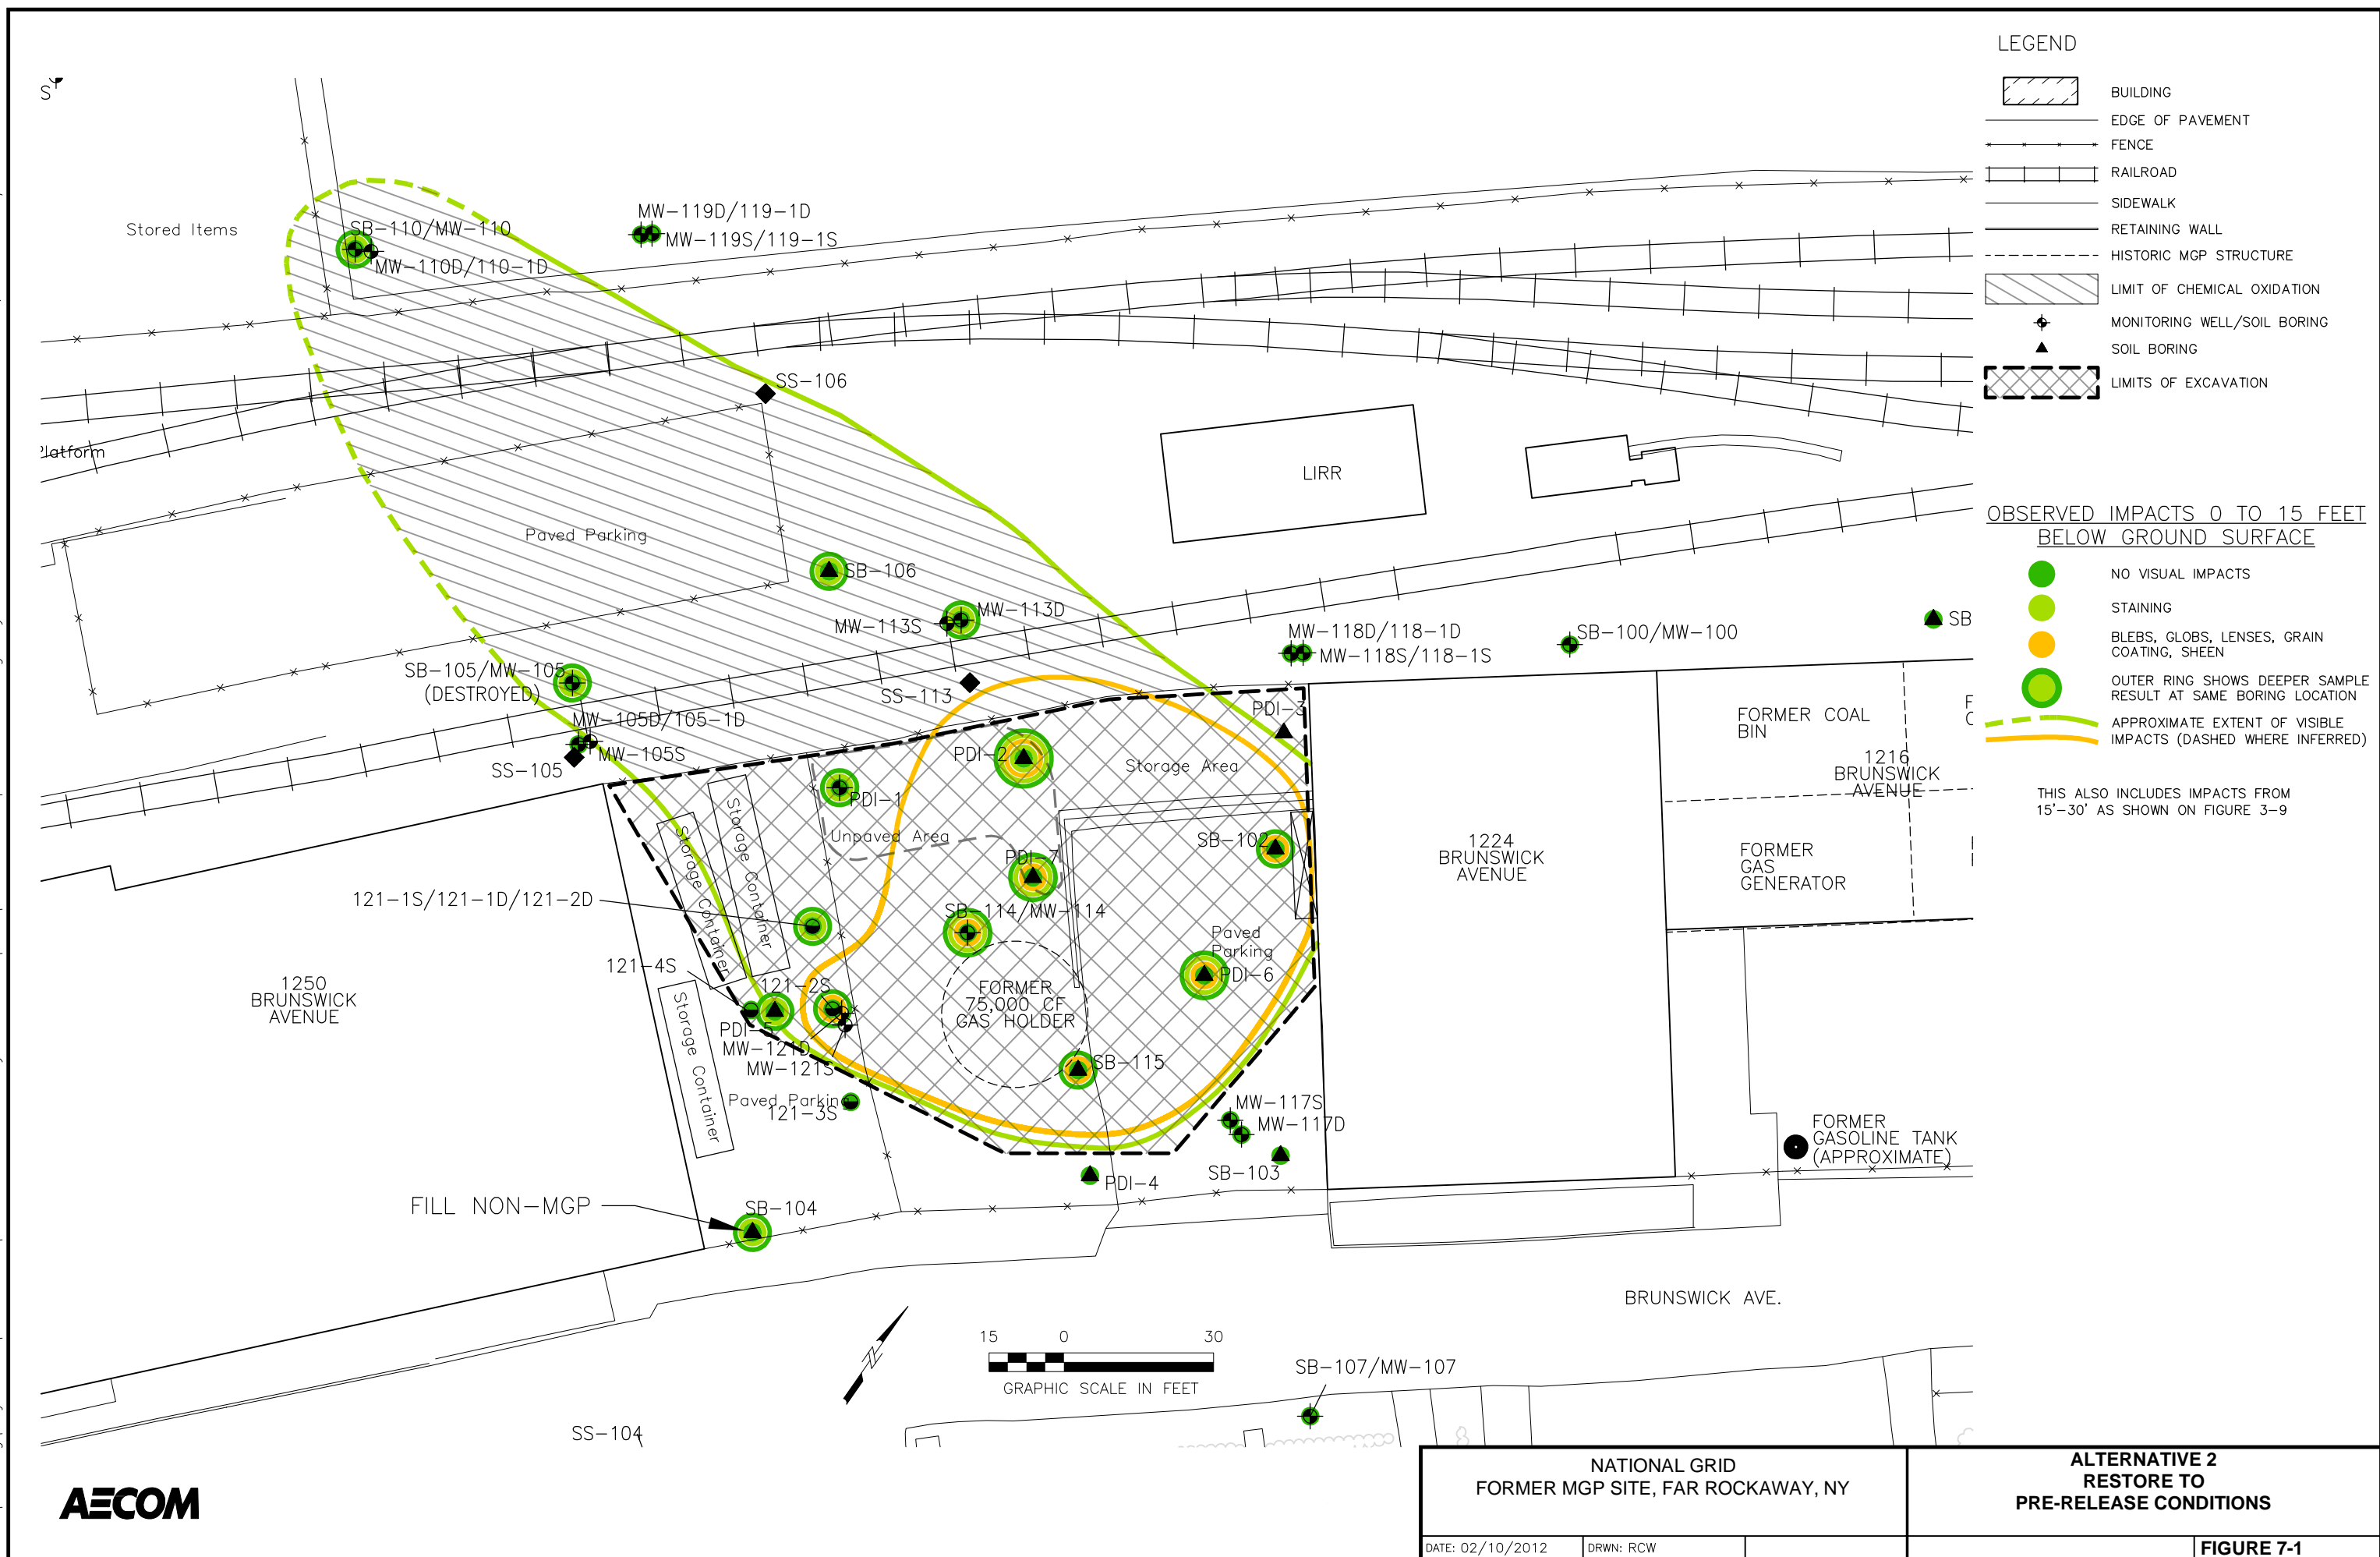 LEGEND
BUILDING
EDGE OF PAVEMENT
FENCE
RAILROAD
SIDEWALK
RETAINING WALL
HISTORIC MGP STRUCTURE
LIMIT OF CHEMICAL OXIDATION
MONITORING WELL/SOIL BORING
SOIL BORING
LIMITS OF EXCAVATION
OBSERVED IMPACTS 0 TO 15 FEET
BELOW GROUND SURFACE
NO VISUAL IMPACTS
STAINING
BLEBS, GLOBS, LENSES, GRAIN
COATING, SHEEN
OUTER RING SHOWS DEEPER SAMPLE
RESULT AT SAME BORING LOCATION
APPROXIMATE EXTENT OF VISIBLE
IMPACTS (DASHED WHERE INFERRED)
THIS ALSO INCLUDES IMPACTS FROM
15'-30' AS SHOWN ON FIGURE 3-9
S
Stored Items
SB-110/MW-110
MW-110D/110-1D
MW-119D/119-1D
MW-119S/119-1S
SS-106
Platform
LIRR
Paved Parking
SB-106
MW-113D
MW-113S
SS-113
SB-105/MW-105
(DESTROYED)
MW-105D/105-1D
MW-105S
SS-105
MW-118D/118-1D
MW-118S/118-1S
SB-100/MW-100
SB
PDI-3
PDI-2
Storage Area
PDI-1
Unpaved Area
Storage Container
Storage Container
Storage Container
SB-102
PDI-7
SB-114/MW-114
121-1S/121-1D/121-2D
121-4S
121-2S
PDI-5
MW-121D
MW-121S
Paved Parking
121-3S
FORMER
75,000 CF
GAS HOLDER
Paved
Parking
PDI-6
SB-115
MW-117S
MW-117D
SB-103
PDI-4
FILL NON-MGP
SB-104
1250
BRUNSWICK
AVENUE
1224
BRUNSWICK
AVENUE
FORMER COAL
BIN
1216
BRUNSWICK
AVENUE
FORMER
GAS
GENERATOR
FORMER
GASOLINE TANK
(APPROXIMATE)
BRUNSWICK AVE.
N
15 0 30
GRAPHIC SCALE IN FEET
SB-107/MW-107
SS-104
AECOM
NATIONAL GRID
FORMER MGP SITE, FAR ROCKAWAY, NY
DATE: 02/10/2012
DRWN: RCW
ALTERNATIVE 2
RESTORE TO
PRE-RELEASE CONDITIONS
FIGURE 7-1